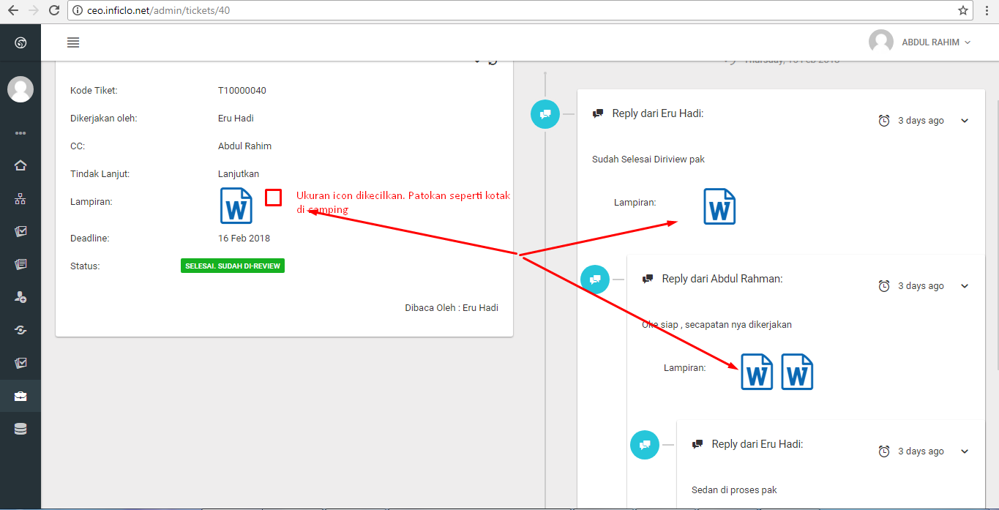 ceo.inficlo.net/admin/tickets/40
ABDUL RAHIM
Kode Tiket: T10000040
Dikerjakan oleh: Eru Hadi
CC: Abdul Rahim
Tindak Lanjut: Lanjutkan
Lampiran: W
Ukuran icon dikecilkan. Patokan seperti kotak
di samping
Deadline: 16 Feb 2018
Status: SELESAI. SUDAH DI-REVIEW
Dibaca Oleh : Eru Hadi
Reply dari Eru Hadi: 3 days ago
Sudah Selesai Diriview pak
Lampiran: W
Reply dari Abdul Rahman: 3 days ago
Oke siap , secapatan nya dikerjakan
Lampiran: W W
Reply dari Eru Hadi: 3 days ago
Sedan di proses pak